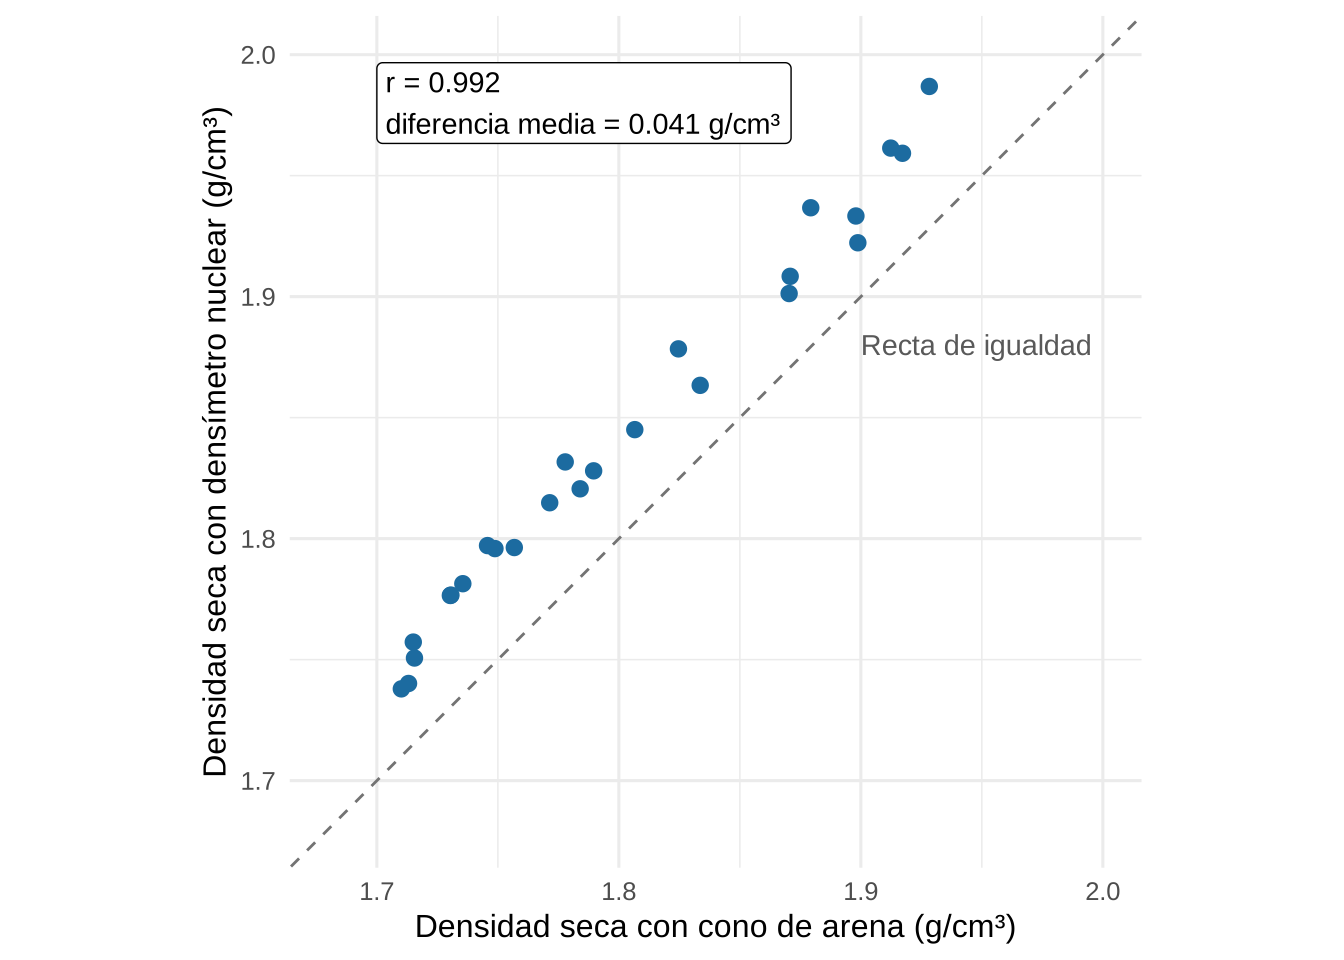 r = 0.992
diferencia media = 0.041 g/cm³
Recta de igualdad
Densidad seca con densímetro nuclear (g/cm³)
2.0
1.9
1.8
1.7
1.7 1.8 1.9 2.0
Densidad seca con cono de arena (g/cm³)